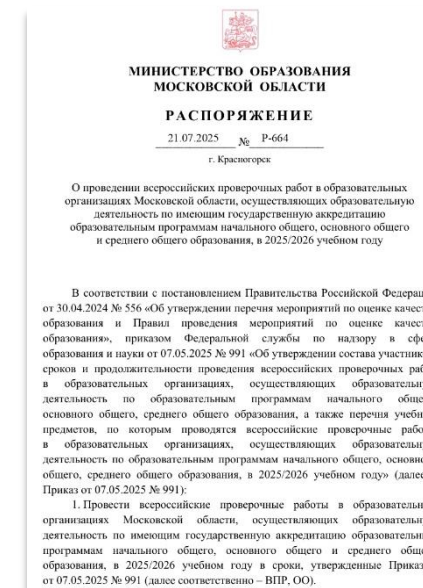 МИНИСТЕРСТВО ОБРАЗОВАНИЯ
МОСКОВСКОЙ ОБЛАСТИ
РАСПОРЯЖЕНИЕ
21.07.2025 № Р-664
г. Красногорск
О проведении всероссийских проверочных работ в образовательных
организациях Московской области, осуществляющих образовательную
деятельность по имеющим государственную аккредитацию
образовательным программам начального общего, основного общего
и среднего общего образования, в 2025/2026 учебном году
В соответствии с постановлением Правительства Российской Федерац
от 30.04.2024 № 556 «Об утверждении перечня мероприятий по оценке качест
образования и Правил проведения мероприятий по оценке качест
образования», приказом Федеральной службы по надзору в сфе
образования и науки от 07.05.2025 № 991 «Об утверждении состава участник
сроков и продолжительности проведения всероссийских проверочных раб
в образовательных организациях, осуществляющих образовательн
деятельность по образовательным программам начального обще
основного общего, среднего общего образования, а также перечня учебн
предметов, по которым проводятся всероссийские проверочные рабо
в образовательных организациях, осуществляющих образовательн
деятельность по образовательным программам начального общего, основн
общего, среднего общего образования, в 2025/2026 учебном году» (далее
Приказ от 07.05.2025 № 991):
1. Провести всероссийские проверочные работы в образовательн
организациях Московской области, осуществляющих образовательн
деятельность по имеющим государственную аккредитацию образовательн
программам начального общего, основного общего и среднего обще
образования, в 2025/2026 учебном году в сроки, утвержденные Приказ
от 07.05.2025 № 991 (далее соответственно – ВПР, ОО).